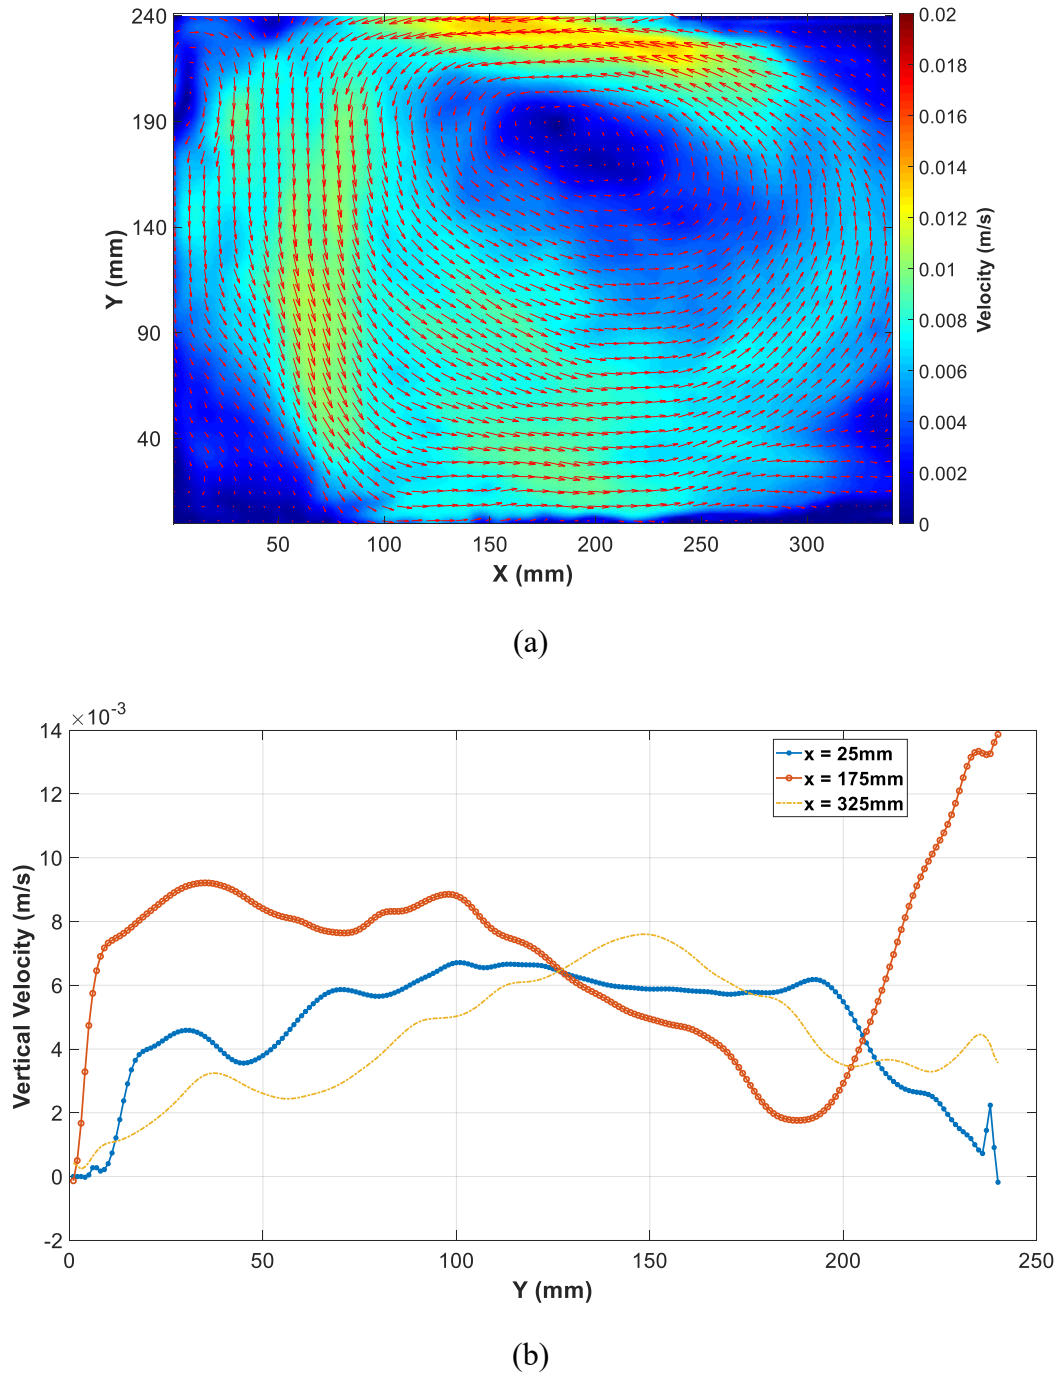 240
190
140
90
40
Y (mm)
50 100 150 200 250 300
X (mm)
0.02
0.018
0.016
0.014
0.012
0.01
0.008
0.006
0.004
0.002
0
Velocity (m/s)
(a)
×10-3
14
12
10
8
6
4
2
0
-2
Vertical Velocity (m/s)
x = 25mm
x = 175mm
x = 325mm
0 50 100 150 200 250
Y (mm)
(b)